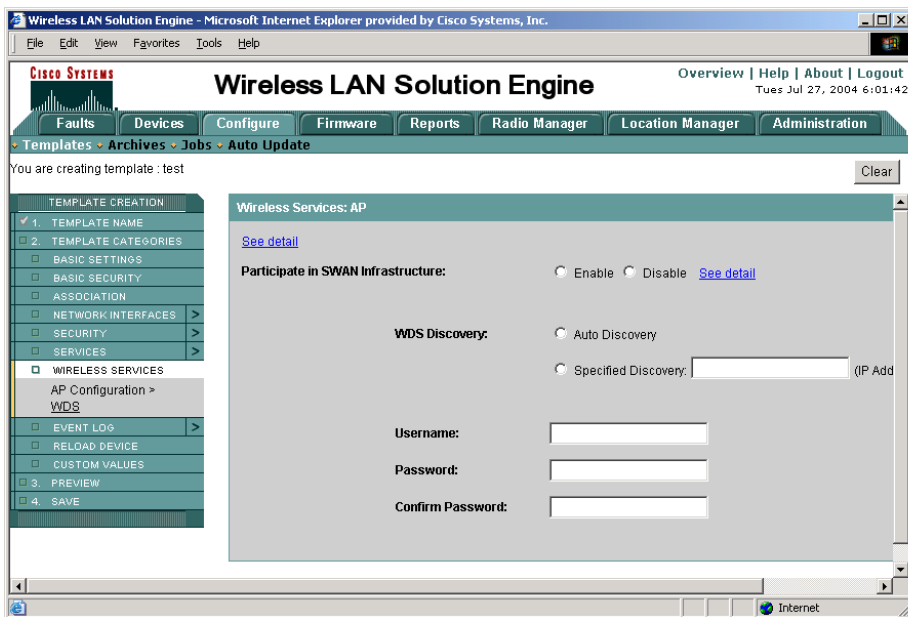 Wireless LAN Solution Engine - Microsoft Internet Explorer provided by Cisco Systems, Inc.
File Edit View Favorites Tools Help
CISCO SYSTEMS
Wireless LAN Solution Engine
Overview | Help | About | Logout
Tues Jul 27, 2004 6:01:42
Faults Devices Configure Firmware Reports Radio Manager Location Manager Administration
Templates Archives Jobs Auto Update
You are creating template : test
Clear
TEMPLATE CREATION
1. TEMPLATE NAME
2. TEMPLATE CATEGORIES
BASIC SETTINGS
BASIC SECURITY
ASSOCIATION
NETWORK INTERFACES >
SECURITY >
SERVICES >
WIRELESS SERVICES
AP Configuration >
WDS
EVENT LOG >
RELOAD DEVICE
CUSTOM VALUES
3. PREVIEW
4. SAVE
Wireless Services: AP
See detail
Participate in SWAN Infrastructure: Enable Disable See detail
WDS Discovery: Auto Discovery
Specified Discovery: (IP Add
Username:
Password:
Confirm Password:
Internet